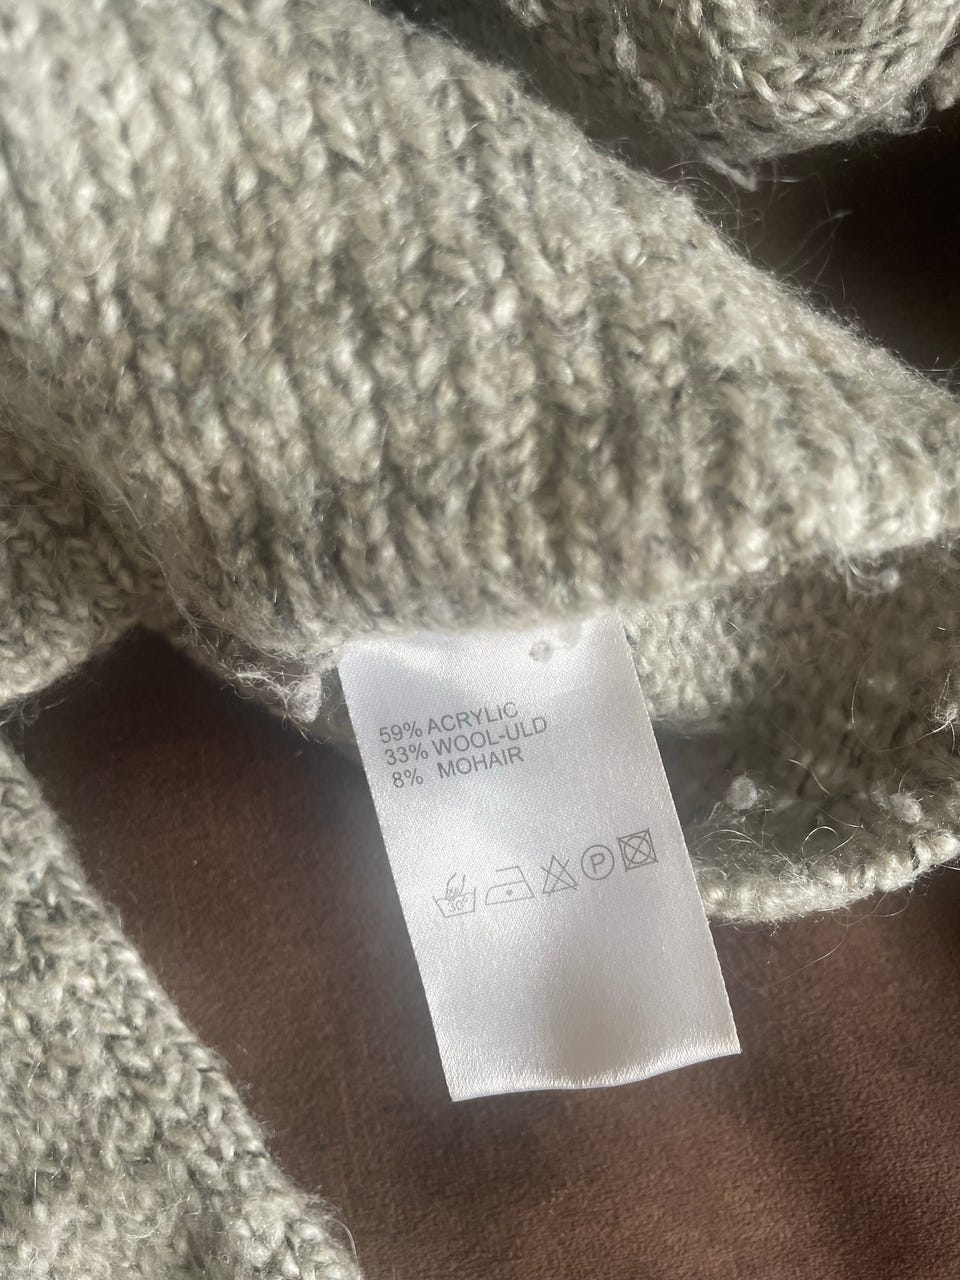 59% ACRYLIC
33% WOOL-ULD
8% MOHAIR
30° P